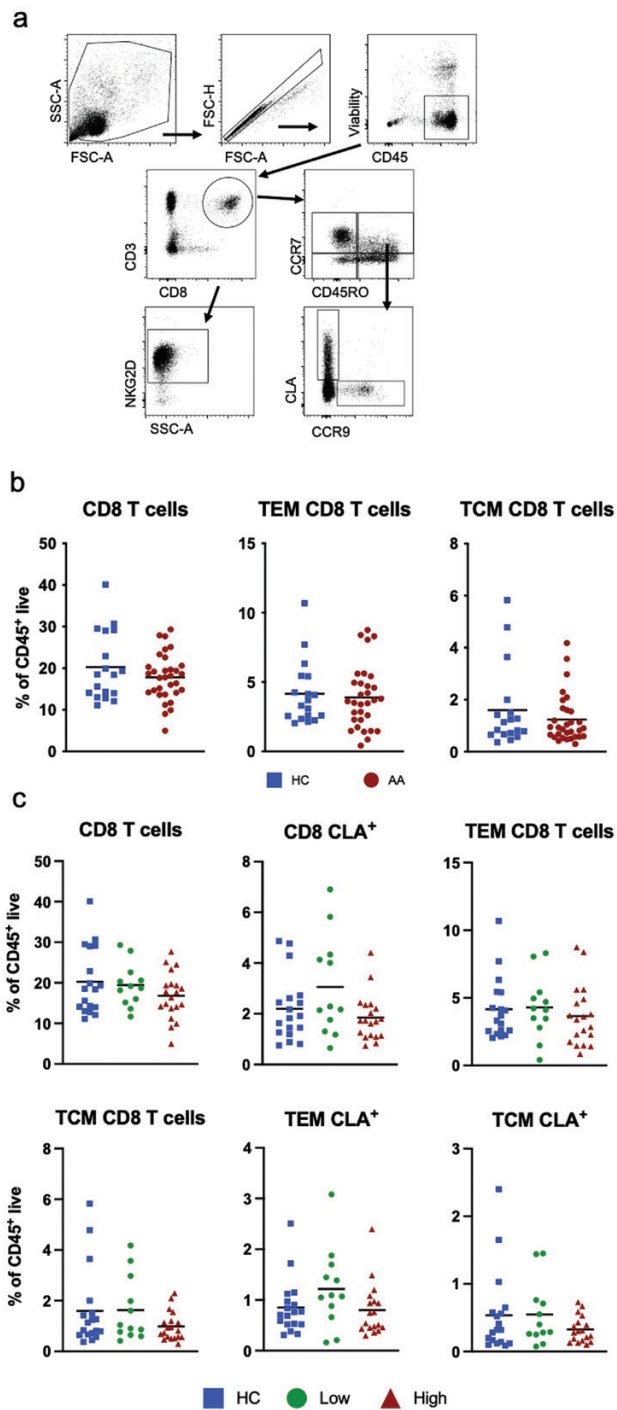 a
SSC-A
FSC-A
FSC-H
FSC-A
Viability
CD45
CD3
CD8
CCR7
CD45RO
NKG2D
SSC-A
CLA
CCR9
b
CD8 T cells
TEM CD8 T cells
TCM CD8 T cells
% of CD45⁺ live
50
40
30
20
10
0
15
10
5
0
8
6
4
2
0
HC
AA
c
CD8 T cells
CD8 CLA⁺
TEM CD8 T cells
% of CD45⁺ live
50
40
30
20
10
0
8
6
4
2
0
15
10
5
0
TCM CD8 T cells
TEM CLA⁺
TCM CLA⁺
% of CD45⁺ live
8
6
4
2
0
4
3
2
1
0
3
2
1
0
HC
Low
High